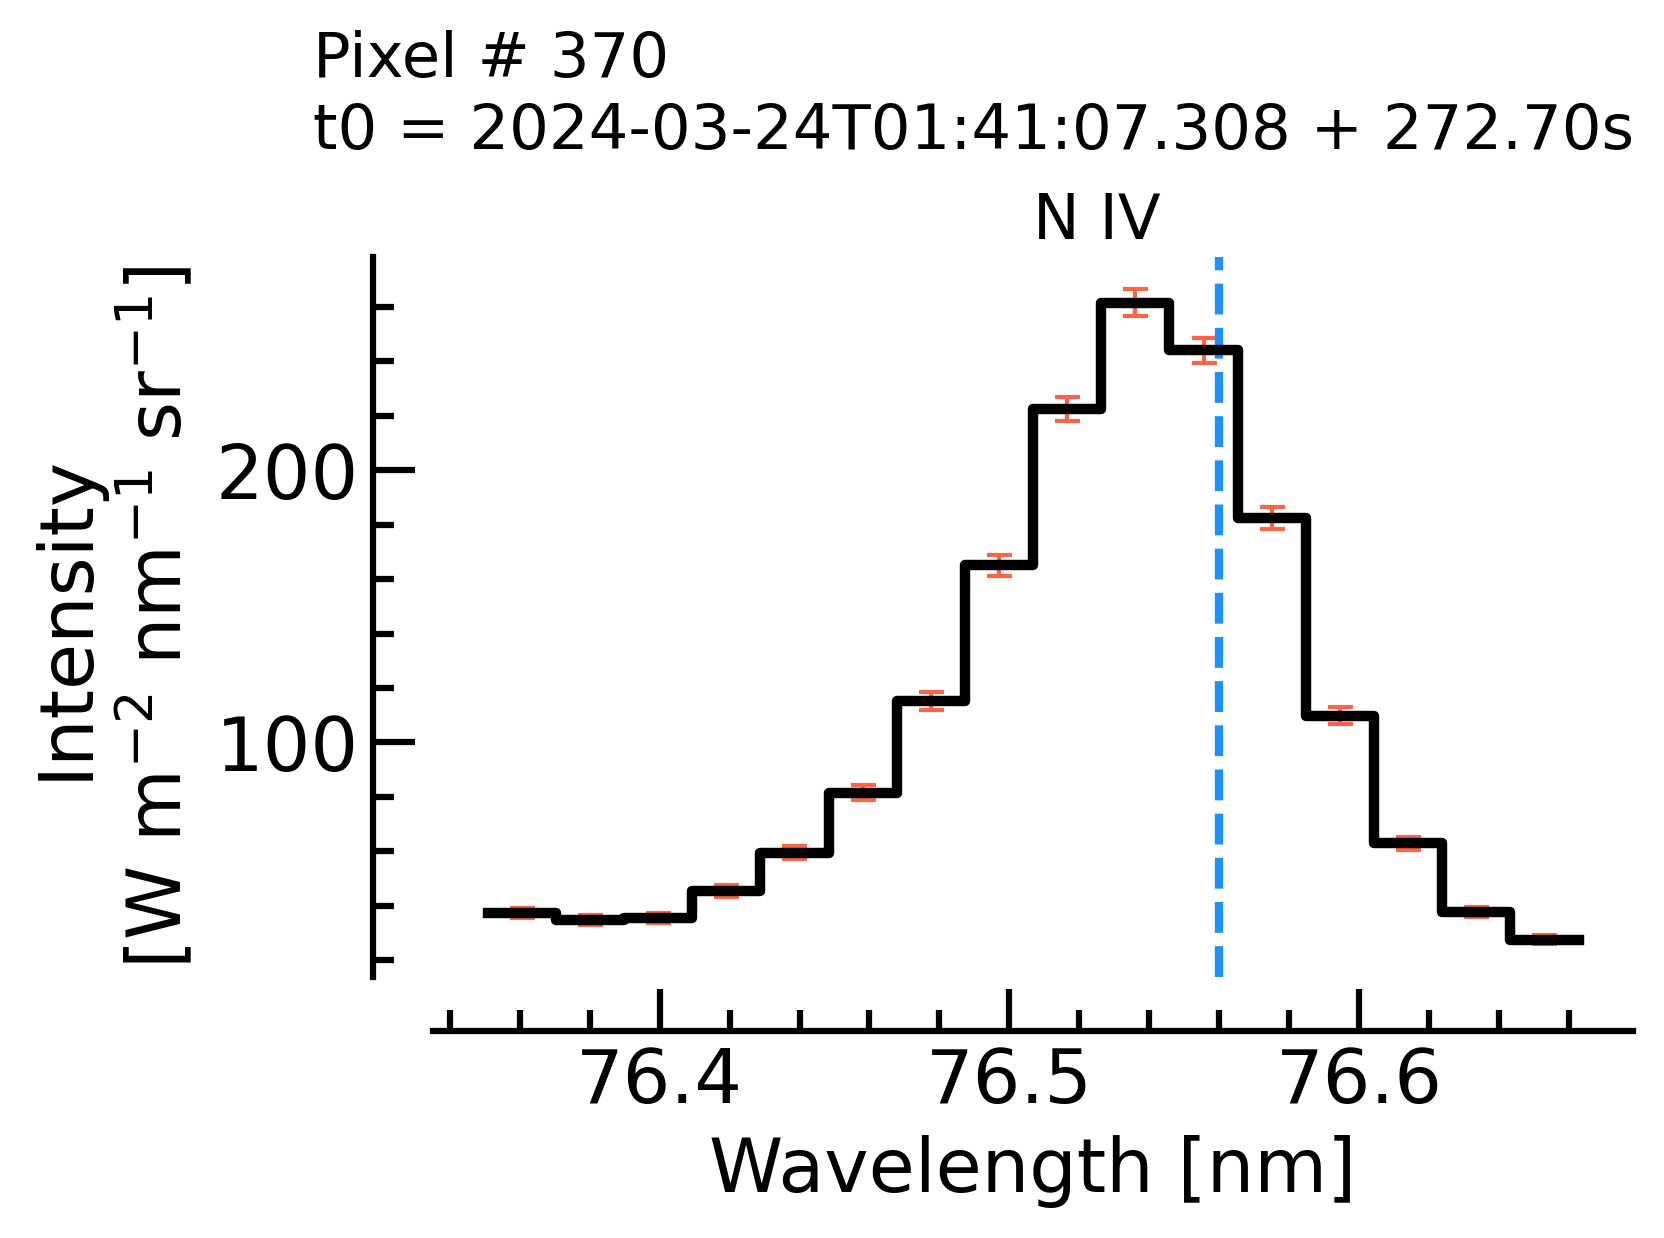 Pixel # 370
t0 = 2024-03-24T01:41:07.308 + 272.70s
N IV
Intensity
[W m⁻² nm⁻¹ sr⁻¹]
200
100
76.4 76.5 76.6
Wavelength [nm]